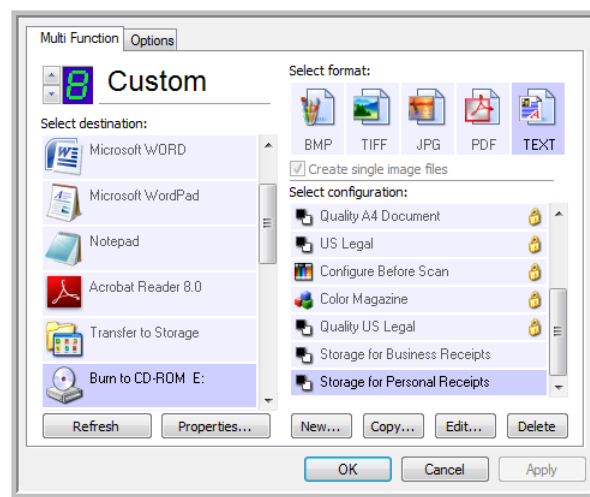 Multi Function
Options
8
Custom
Select destination:
Microsoft WORD
Microsoft WordPad
Notepad
Acrobat Reader 8.0
Transfer to Storage
Burn to CD-ROM E:
Refresh
Properties...
Select format:
BMP TIFF JPG PDF TEXT
Create single image files
Select configuration:
Quality A4 Document
US Legal
Configure Before Scan
Color Magazine
Quality US Legal
Storage for Business Receipts
Storage for Personal Receipts
New... Copy... Edit... Delete
OK Cancel Apply